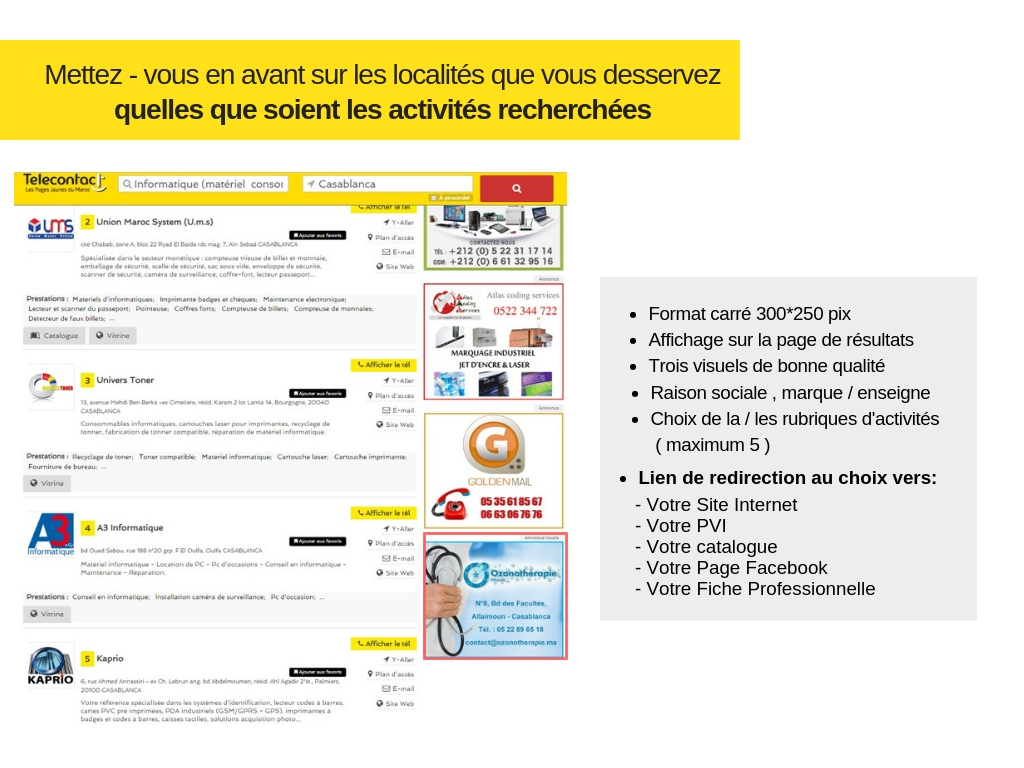 Mettez - vous en avant sur les localités que vous desservez
quelles que soient les activités recherchées
Telecontact
Les Pages Jaunes du Maroc
Informatique (matériel consor
Casablanca
À proximité
2 Union Maroc System (U.m.s)
Afficher le tél
Ajouter aux favoris
Y-Aller
Plan d'accès
E-mail
Site Web
cité Chabab, zone A, bloc 22 Ryad El Baida rdc mag. 7, Aïn Sebaâ CASABLANCA
Spécialisée dans le secteur monétique : compteuse trieuse de billet et monnaie,
emballage de sécurité, scelle de sécurité, sac sous vide, enveloppe de sécurité,
scanner de sécurité, caméra de surveillance, coffre-fort, lecteur passeport...
Prestations : Materiels d'informatiques; Imprimante badges et chèques; Maintenance électronique;
Lecteur et scanner du passeport; Pointeuse; Coffres forts; Compteuse de billets; Compteuse de monnaies;
Détecteur de faux billets; ...
Catalogue
Vitrine
UMS
Union Maroc System
3 Univers Toner
Afficher le tél
Ajouter aux favoris
Y-Aller
Plan d'accès
E-mail
Site Web
13, avenue Mehdi Ben Berka -ex Cimetière, résid. Karam 2 lot Lamia 14, Bourgogne, 20040
CASABLANCA
Consommables informatiques, cartouches laser pour imprimantes, recyclage de
tonner, fabrication de tonner compatible, réparation de matériel informatique.
Prestations : Recyclage de toner; Toner compatible; Materiel informatique; Cartouche laser; Cartouche imprimante;
Fourniture de bureau; ...
Vitrine
4 A3 Informatique
Afficher le tél
Ajouter aux favoris
Y-Aller
Plan d'accès
E-mail
Site Web
bd Oued Sebou, rue 188 n°20 grp. F El Oulfa, Oulfa CASABLANCA
Matériel informatique - Location de PC - Pc d'occasions - Conseil en informatique -
Maintenance - Réparation.
Prestations : Conseil en informatique; Installation caméra de surveillance; Pc d'occasion; ...
Vitrine
A3
Informatique
5 Kaprio
Afficher le tél
Ajouter aux favoris
Y-Aller
Plan d'accès
E-mail
Site Web
6, rue Ahmed Annassiri - ex Ch. Lebrun ang. bd Abdelmoumen, résid. Ahl Agadir 2°ét., Palmiers,
20100 CASABLANCA
Votre référence spécialisée dans les systèmes d'identification, lecteur codes à barres,
cartes PVC pré imprimées, PDA industriels (GSM/GPRS - GPS), imprimantes à
badges et codes à barres, caisses tactiles, solutions acquisition photo...
KAPRIO
CONTACTEZ-NOUS
TÉL : +212 (0) 5 22 31 17 14
GSM: +212 (0) 6 61 32 95 16
Annonce
Atlas
Coding
Services
Atlas coding services
0522 344 722
MARQUAGE INDUSTRIEL
JET D'ENCRE & LASER
Annonce
G
GOLDENMAIL
05 35 61 85 67
06 63 06 76 76
Annonce locale
Ozonothérapie
Maroc
N°8, Bd des Facultés,
Allaimoun - Casablanca
Tél. : 05 22 89 65 18
contact@ozonotherapie.ma
• Format carré 300*250 pix
• Affichage sur la page de résultats
• Trois visuels de bonne qualité
• Raison sociale , marque / enseigne
• Choix de la / les rubriques d'activités
( maximum 5 )
• Lien de redirection au choix vers:
- Votre Site Internet
- Votre PVI
- Votre catalogue
- Votre Page Facebook
- Votre Fiche Professionnelle